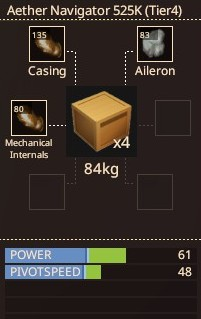 Aether Navigator 525K (Tier4)
135
83
Casing
Aileron
80
Mechanical
Internals
x4
84kg
POWER 61
PIVOTSPEED 48